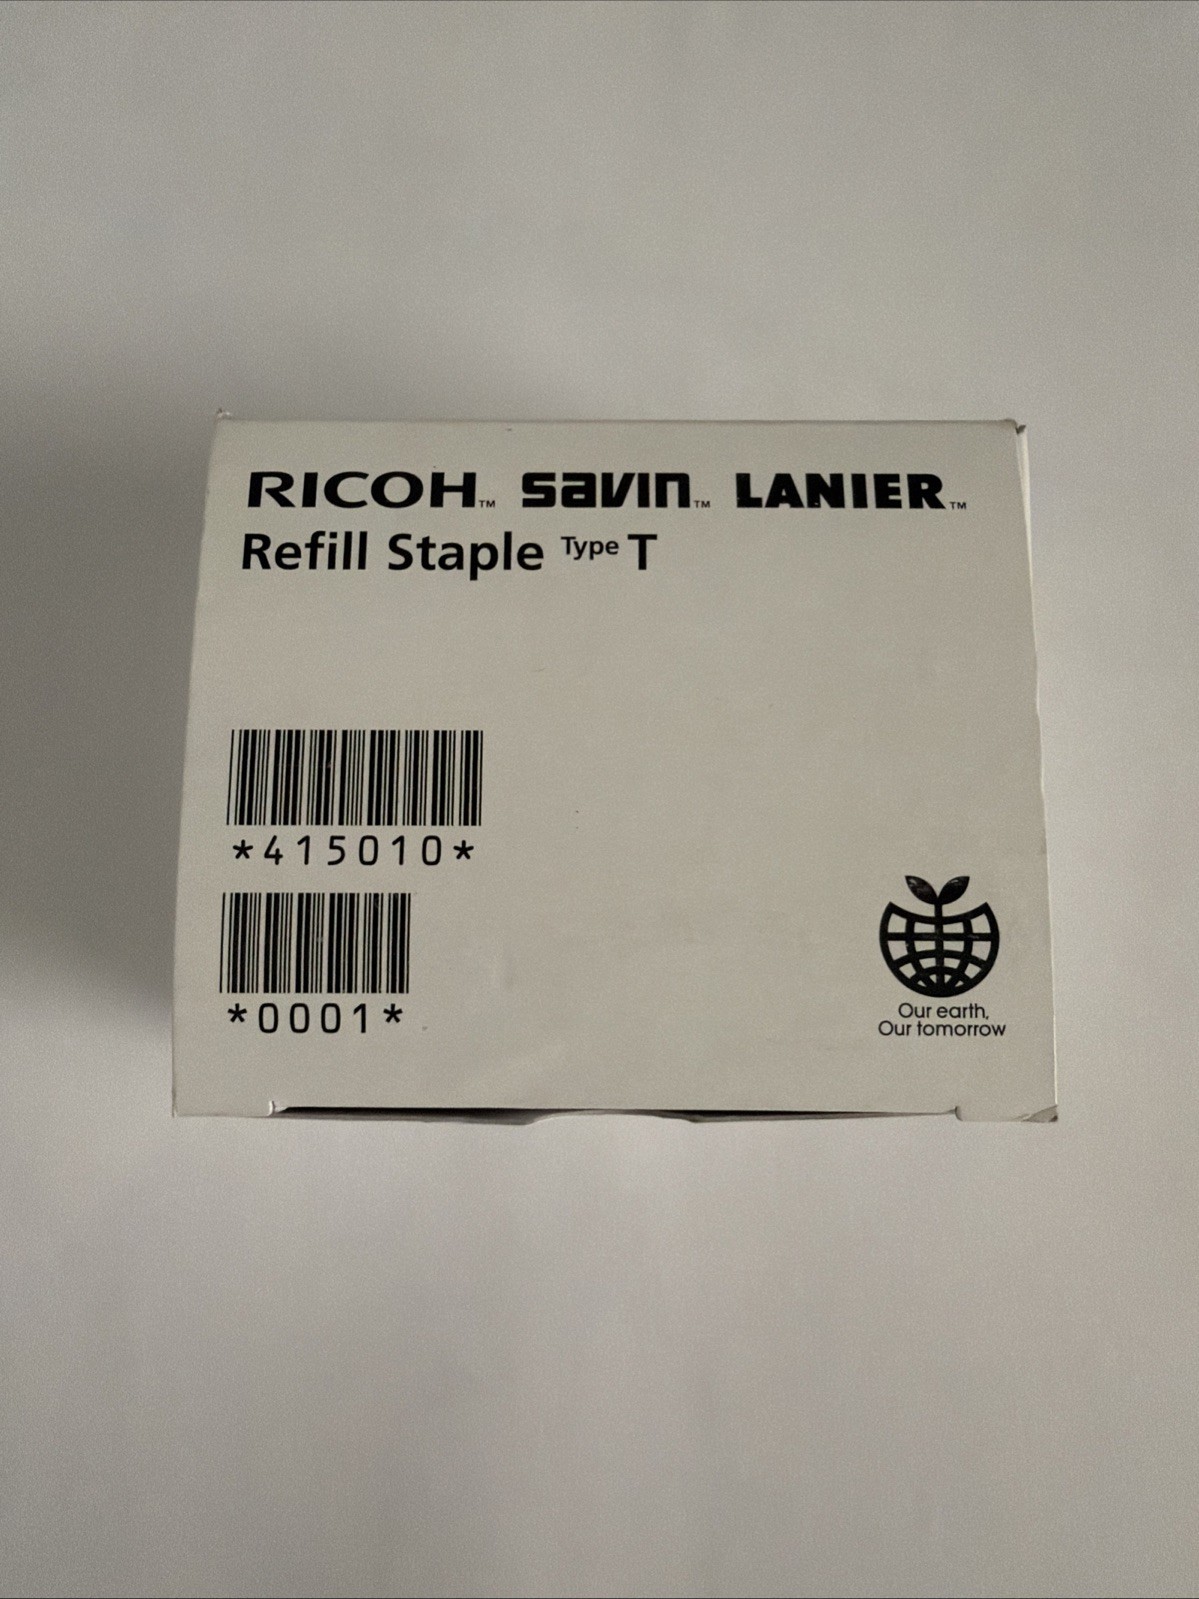 RICOH™ savin™ LANIER™
Refill Staple Type T
*415010*
*0001*
Our earth,
Our tomorrow